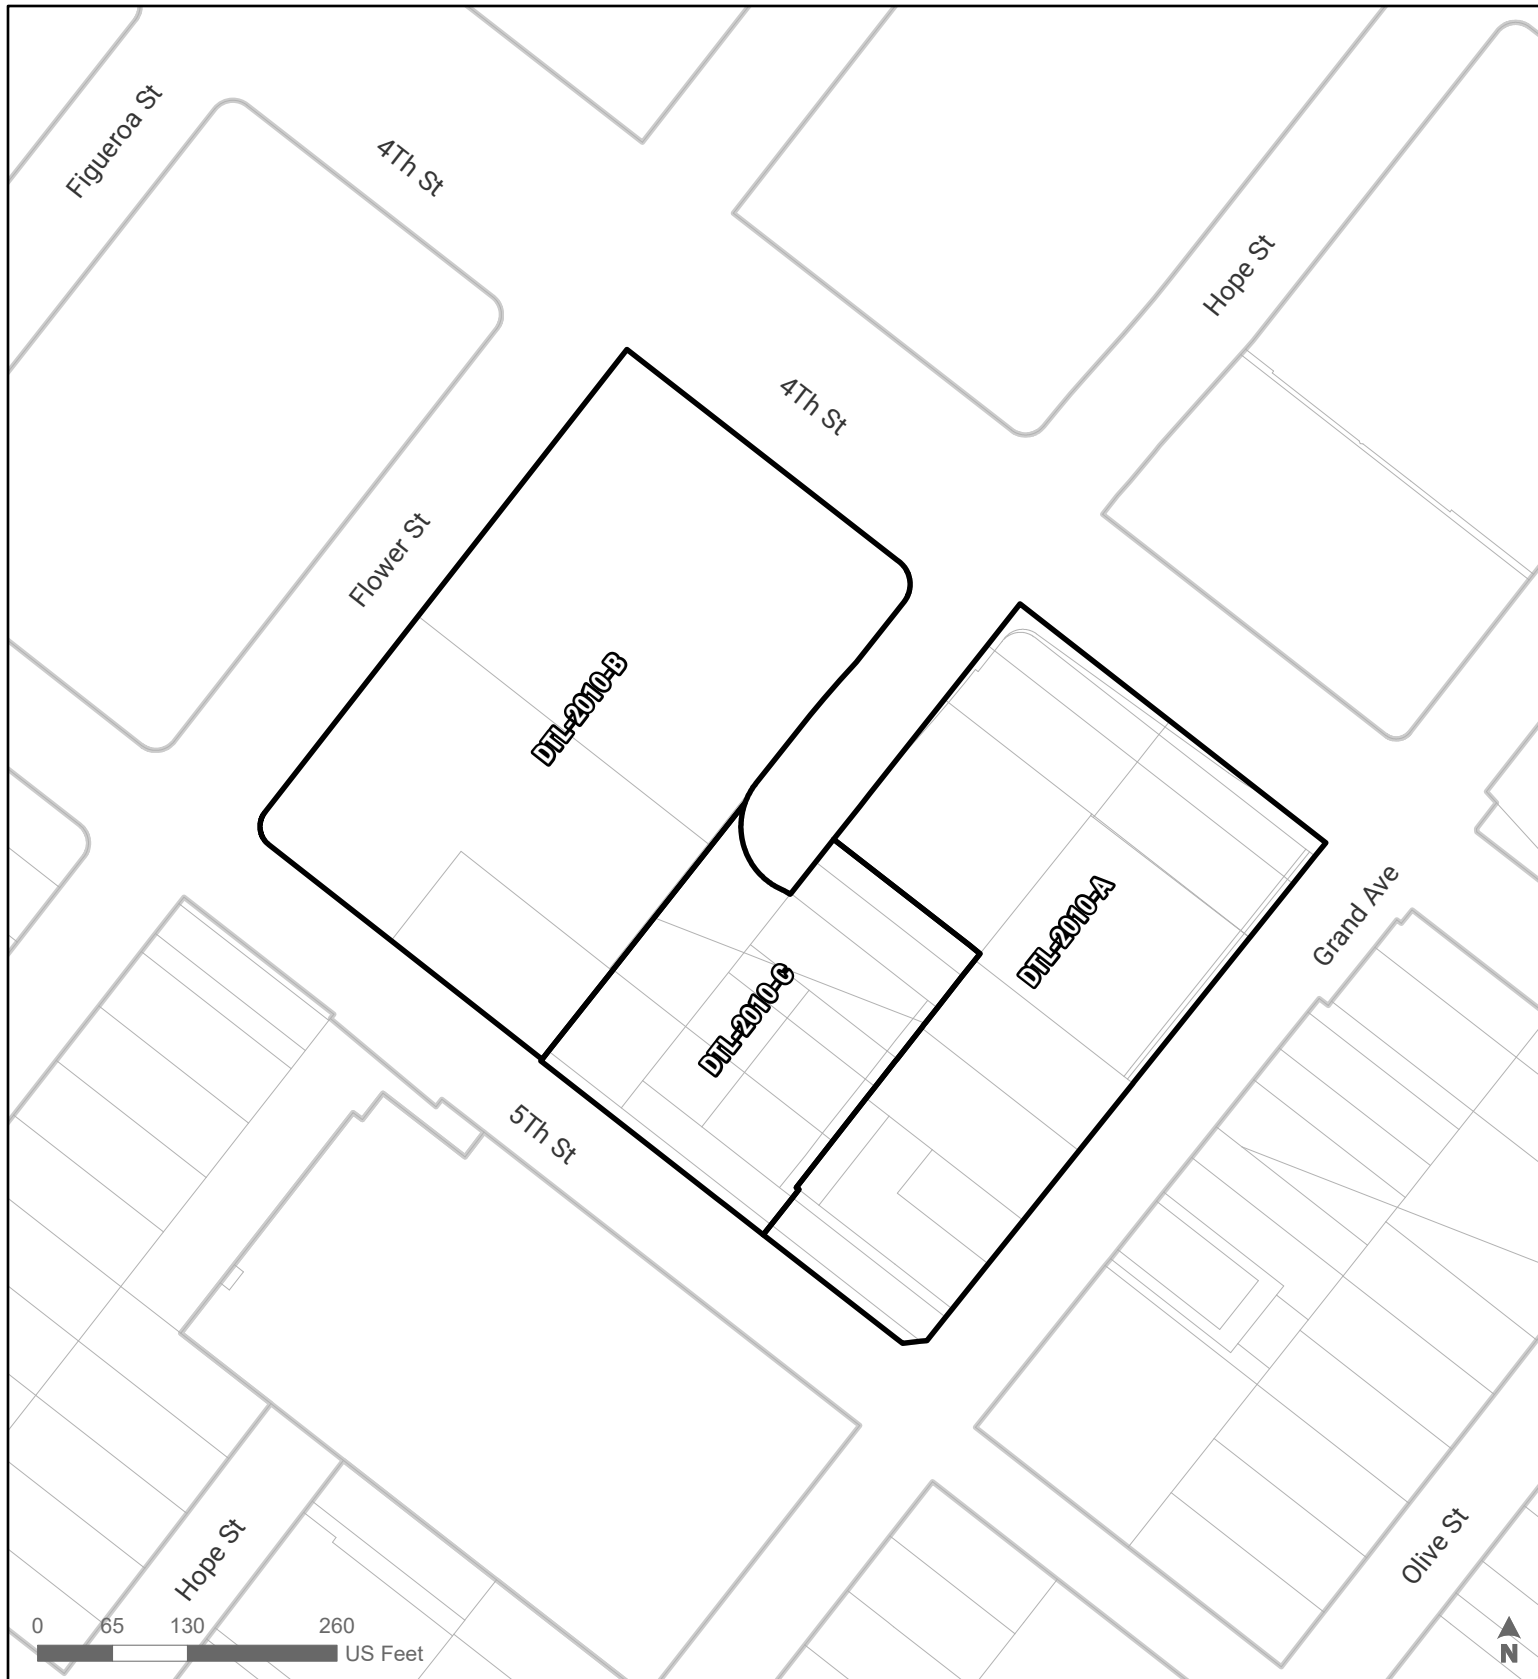 Figueroa St
4Th St
Hope St
4Th St
Flower St
DTL-2010-B
DTL-2010-A
Grand Ave
DTL-2010-C
5Th St
Hope St
Olive St
0 65 130 260
US Feet
N